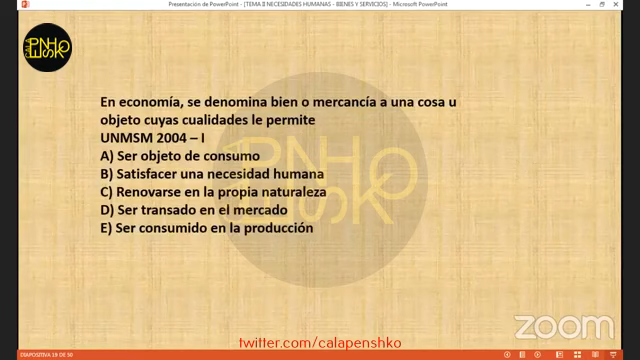 Presentación de PowerPoint - [TEMA II NECESIDADES HUMANAS - BIENES Y SERVICIOS] - Microsoft PowerPoint
En economía, se denomina bien o mercancía a una cosa u
objeto cuyas cualidades le permite
UNMSM 2004 – I
A) Ser objeto de consumo
B) Satisfacer una necesidad humana
C) Renovarse en la propia naturaleza
D) Ser transado en el mercado
E) Ser consumido en la producción
zoom
twitter.com/calapenshko
DIAPOSITIVA 19 DE 50